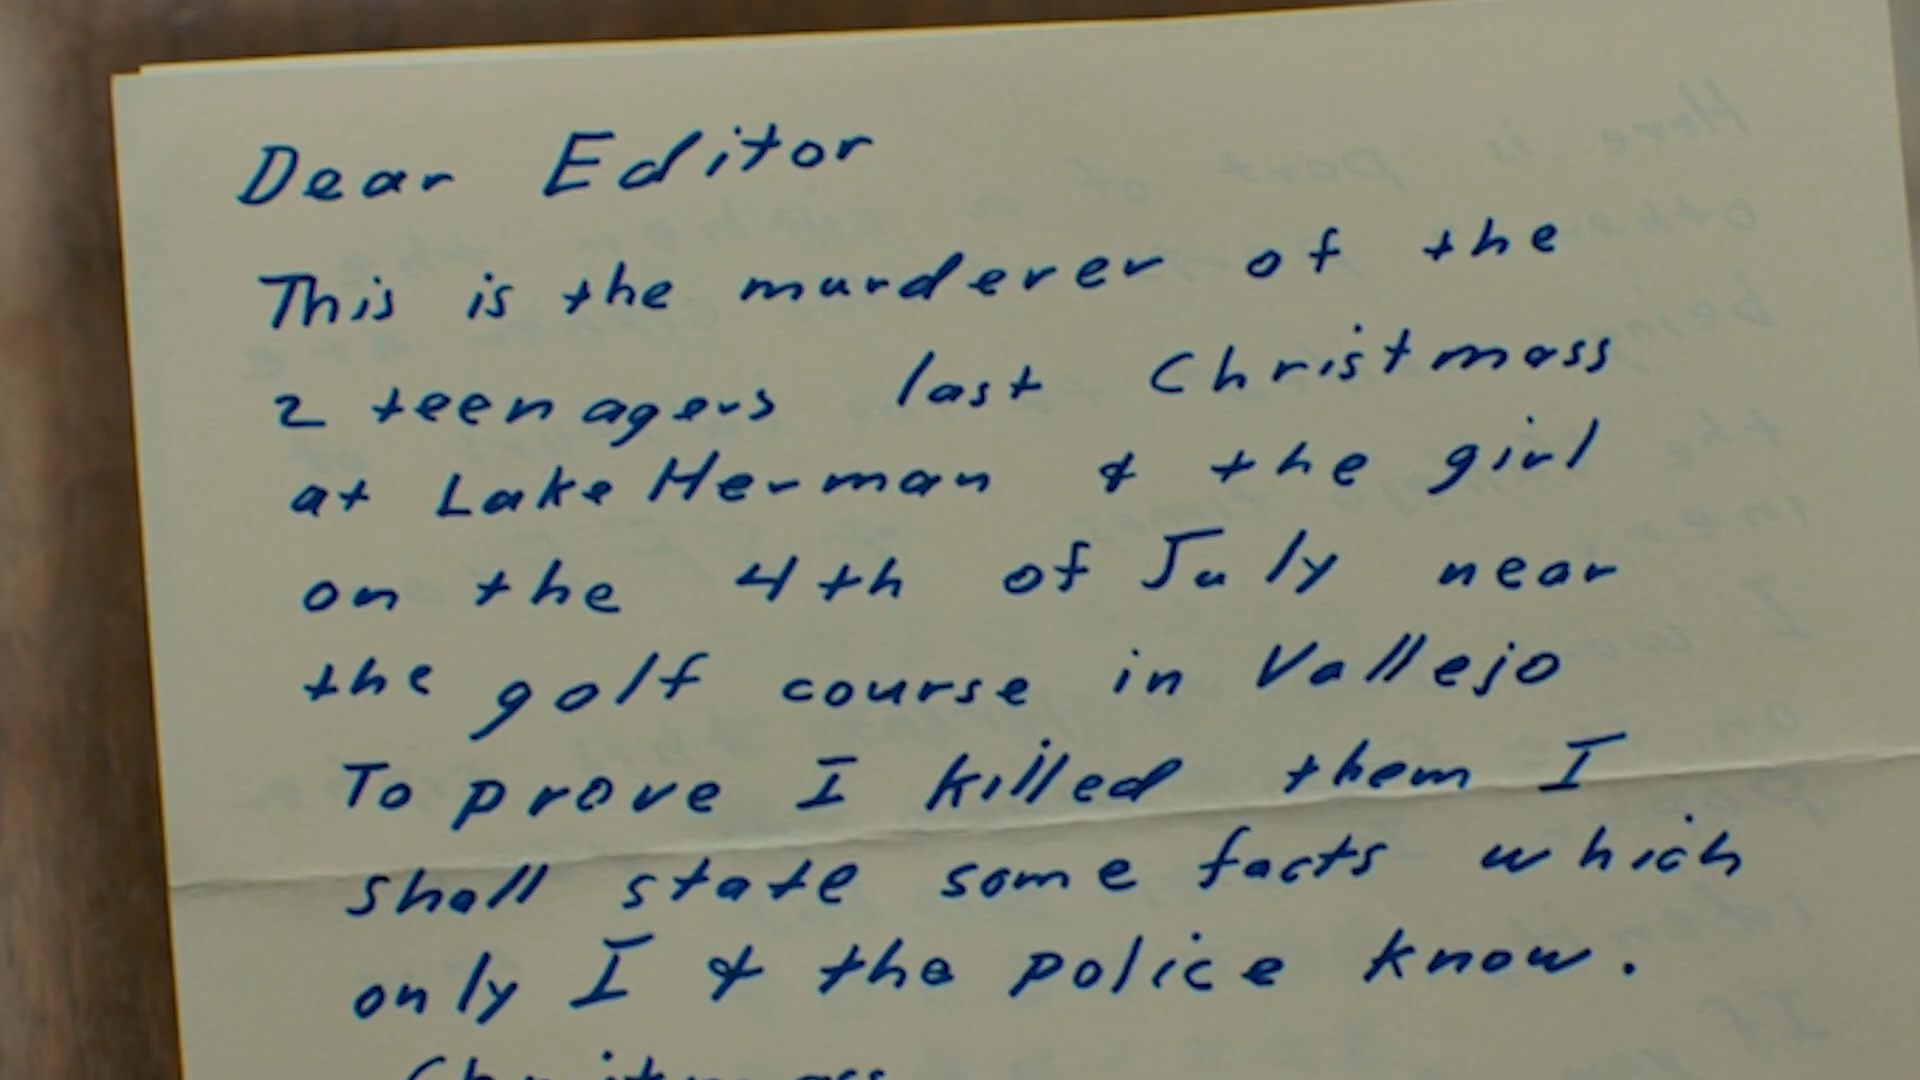 Dear Editor
This is the murderer of the
2 teenagers last Christmass
at Lake Herman & the girl
on the 4th of July near
the golf course in Vallejo
To prove I killed them I
shall state some facts which
only I & the police know.
Christmass